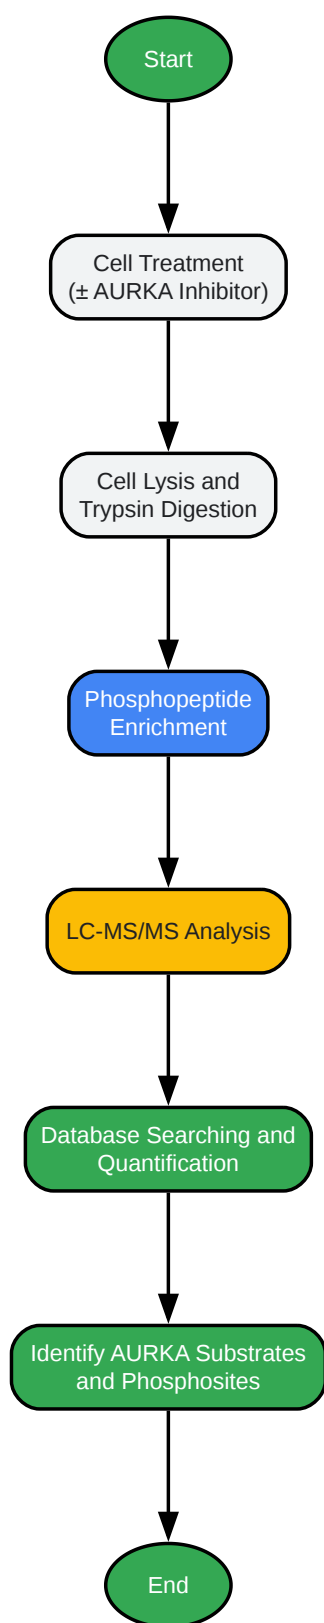 Start
Cell Treatment
(± AURKA Inhibitor)
Cell Lysis and
Trypsin Digestion
Phosphopeptide
Enrichment
LC-MS/MS Analysis
Database Searching and
Quantification
Identify AURKA Substrates
and Phosphosites
End